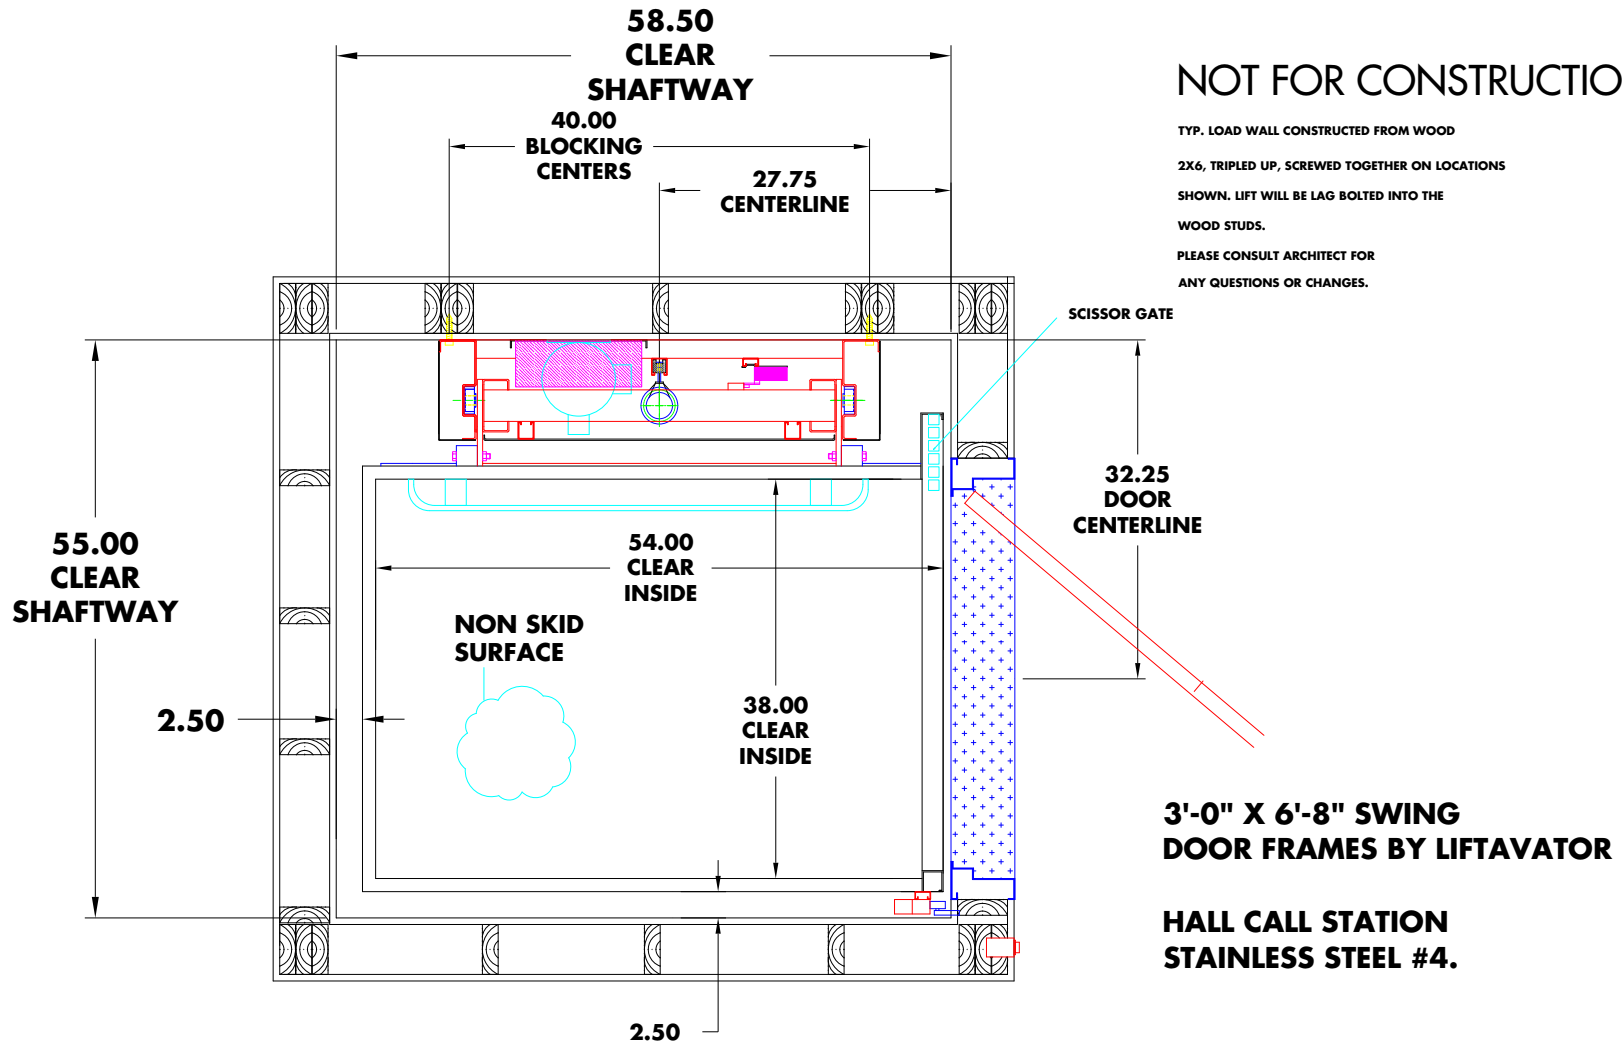 58.50
CLEAR
SHAFTWAY
NOT FOR CONSTRUCTIO
40.00
BLOCKING
CENTERS
27.75
CENTERLINE
TYP. LOAD WALL CONSTRUCTED FROM WOOD
2X6, TRIPLED UP, SCREWED TOGETHER ON LOCATIONS
SHOWN. LIFT WILL BE LAG BOLTED INTO THE
WOOD STUDS.
PLEASE CONSULT ARCHITECT FOR
ANY QUESTIONS OR CHANGES.
SCISSOR GATE
32.25
DOOR
CENTERLINE
55.00
CLEAR
SHAFTWAY
54.00
CLEAR
INSIDE
NON SKID
SURFACE
2.50
38.00
CLEAR
INSIDE
3'-0" X 6'-8" SWING
DOOR FRAMES BY LIFTAVATOR
HALL CALL STATION
STAINLESS STEEL #4.
2.50